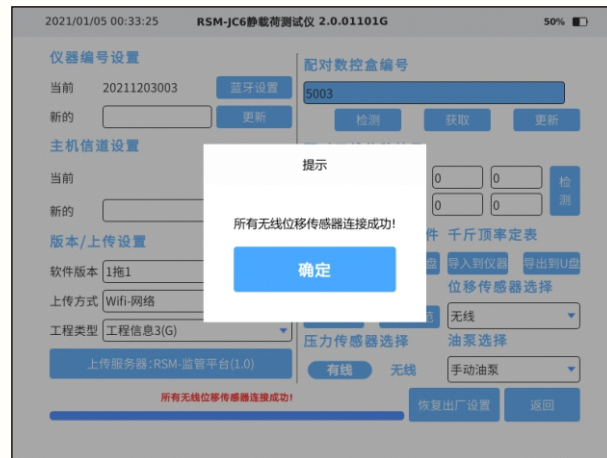 2021/01/05 00:33:25 RSM-JC6静载荷测试仪 2.0.01101G 50%
仪器编号设置
当前 20211203003 蓝牙设置
新的 更新
主机信道设置
当前
新的
版本/上传设置
软件版本 1拖1
上传方式 Wifi-网络
工程类型 工程信息3(G)
上传服务器:RSM-监管平台(1.0)
所有无线位移传感器连接成功!
配对数控盒编号
5003
检测 获取 更新
0 0 检测
0 0
件 千斤顶率定表
盘 导入到仪器 导出到U盘
位移传感器选择
无线
压力传感器选择 油泵选择
有线 无线 手动油泵
恢复出厂设置 返回
提示
所有无线位移传感器连接成功!
确定